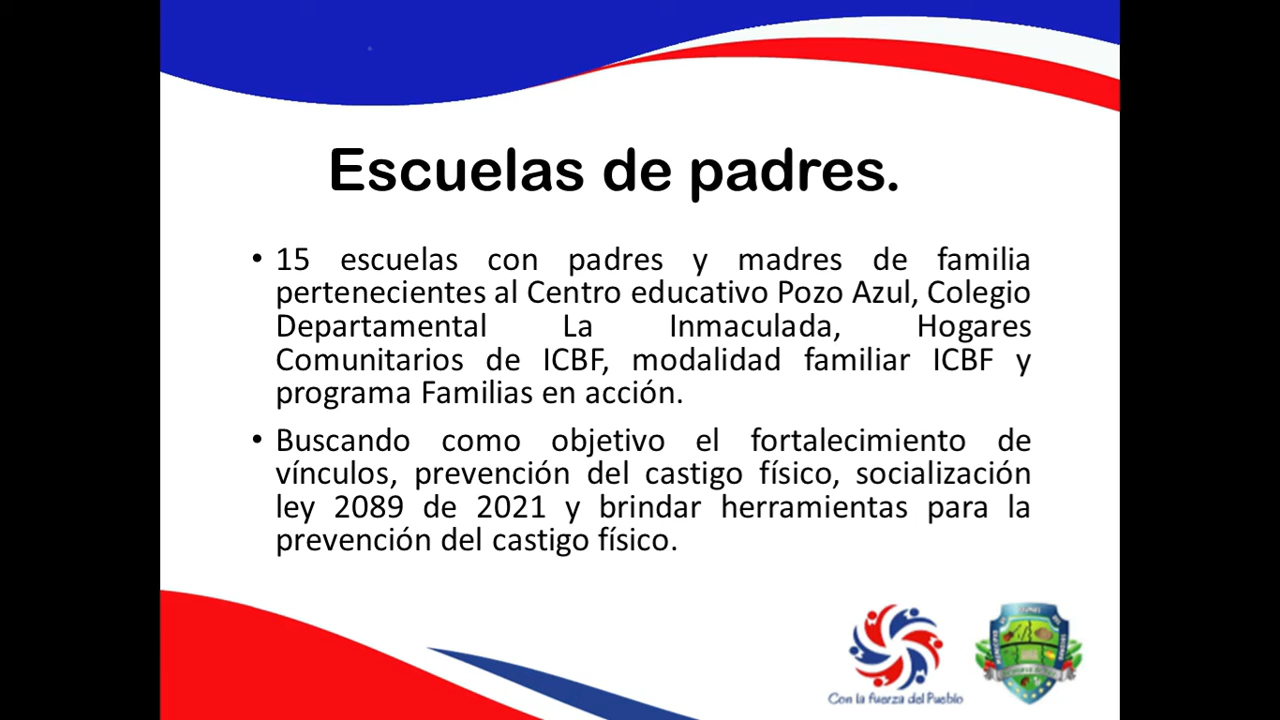 Escuelas de padres.
• 15 escuelas con padres y madres de familia
pertenecientes al Centro educativo Pozo Azul, Colegio
Departamental La Inmaculada, Hogares
Comunitarios de ICBF, modalidad familiar ICBF y
programa Familias en acción.
• Buscando como objetivo el fortalecimiento de
vínculos, prevención del castigo físico, socialización
ley 2089 de 2021 y brindar herramientas para la
prevención del castigo físico.
Con la fuerza del Pueblo